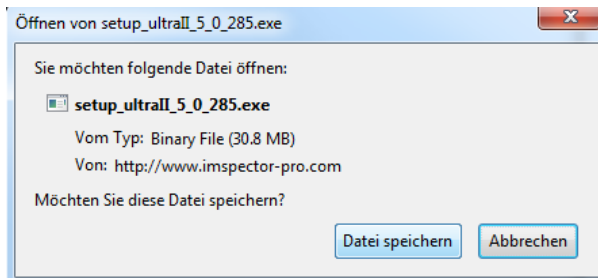 Öffnen von setup_ultraII_5_0_285.exe
Sie möchten folgende Datei öffnen:
setup_ultraII_5_0_285.exe
Vom Typ: Binary File (30.8 MB)
Von: http://www.imspector-pro.com
Möchten Sie diese Datei speichern?
Datei speichern Abbrechen